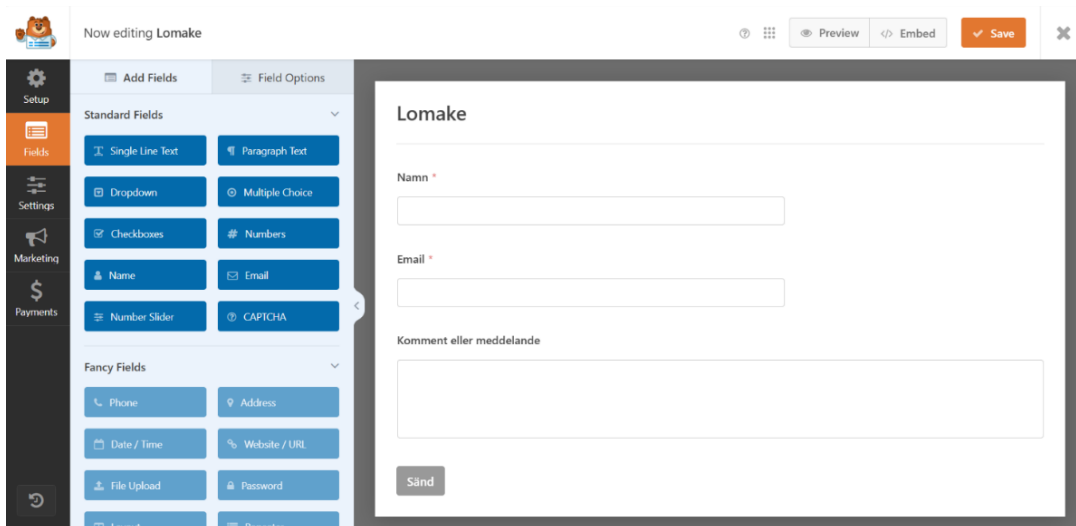 Now editing Lomake
Preview
</> Embed
Save
Setup
Fields
Settings
Marketing
Payments
Add Fields
Field Options
Standard Fields
Single Line Text
Paragraph Text
Dropdown
Multiple Choice
Checkboxes
# Numbers
Name
Email
Number Slider
CAPTCHA
Fancy Fields
Phone
Address
Date / Time
Website / URL
File Upload
Password
Lomake
Namn *
Email *
Komment eller meddelande
Sänd